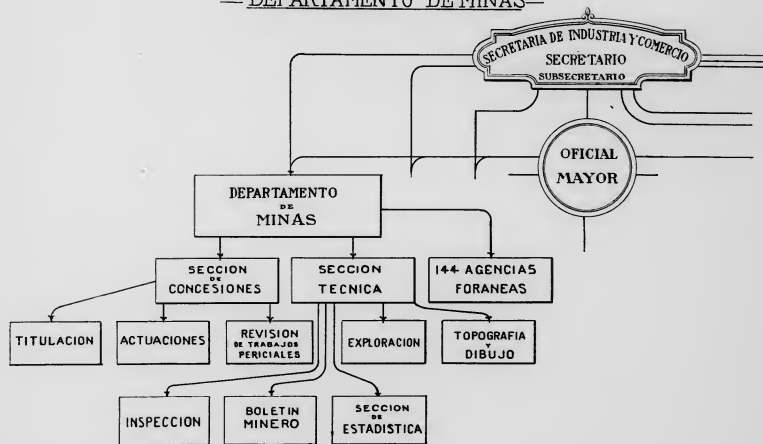 — DEPARTAMENTO DE MINAS —
SECRETARIA DE INDUSTRIA Y COMERCIO
SECRETARIO
SUBSECRETARIO
OFICIAL
MAYOR
DEPARTAMENTO
DE
MINAS
SECCION
DE
CONCESIONES
SECCION
TECNICA
144 AGENCIAS
FORANEAS
TITULACION
ACTUACIONES
REVISION
DE TRABAJOS
PERICIALES
EXPLORACION
TOPOGRAFIA
Y
DIBUJO
INSPECCION
BOLETIN
MINERO
SECCION
DE
ESTADISTICA